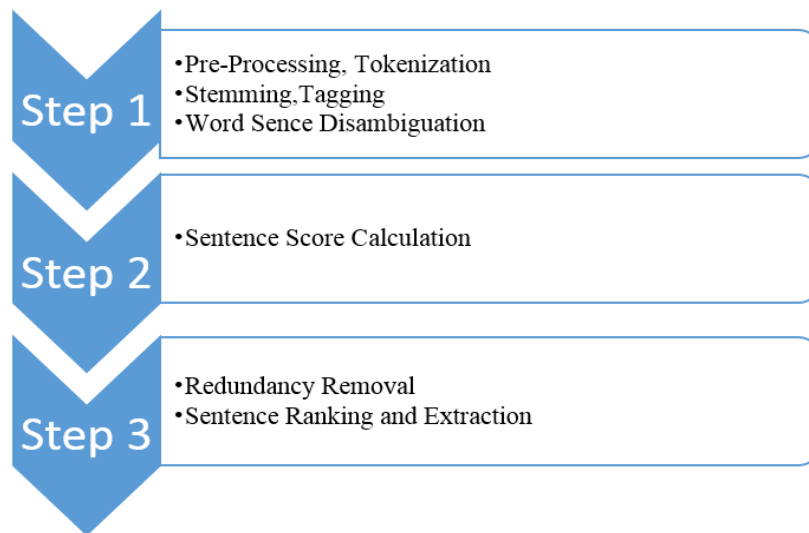 Step 1
•Pre-Processing, Tokenization
•Stemming,Tagging
•Word Sence Disambiguation
Step 2
•Sentence Score Calculation
Step 3
•Redundancy Removal
•Sentence Ranking and Extraction